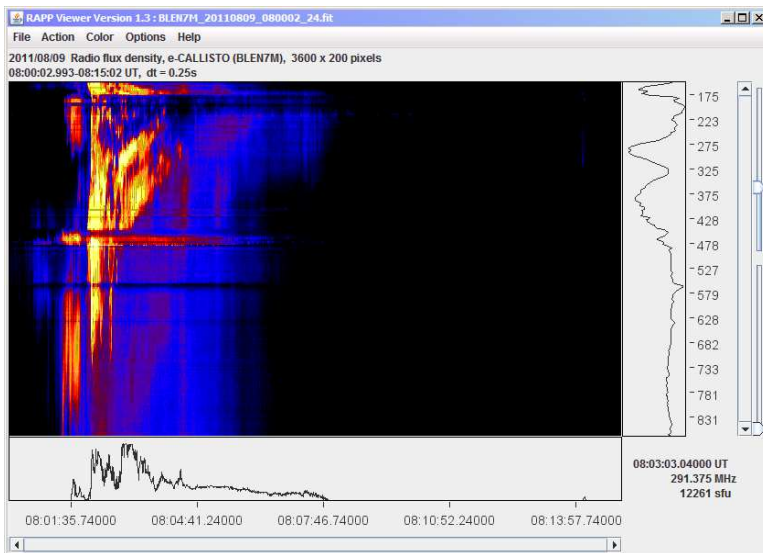 RAPP Viewer Version 1.3 : BLEN7M_20110809_080002_24.fit
File Action Color Options Help
2011/08/09 Radio flux density, e-CALLISTO (BLEN7M), 3600 x 200 pixels
08:00:02.993-08:15:02 UT, dt = 0.25s
175
223
275
325
375
428
478
527
579
628
682
733
781
831
08:03:03.04000 UT
291.375 MHz
12261 sfu
08:01:35.74000 08:04:41.24000 08:07:46.74000 08:10:52.24000 08:13:57.74000